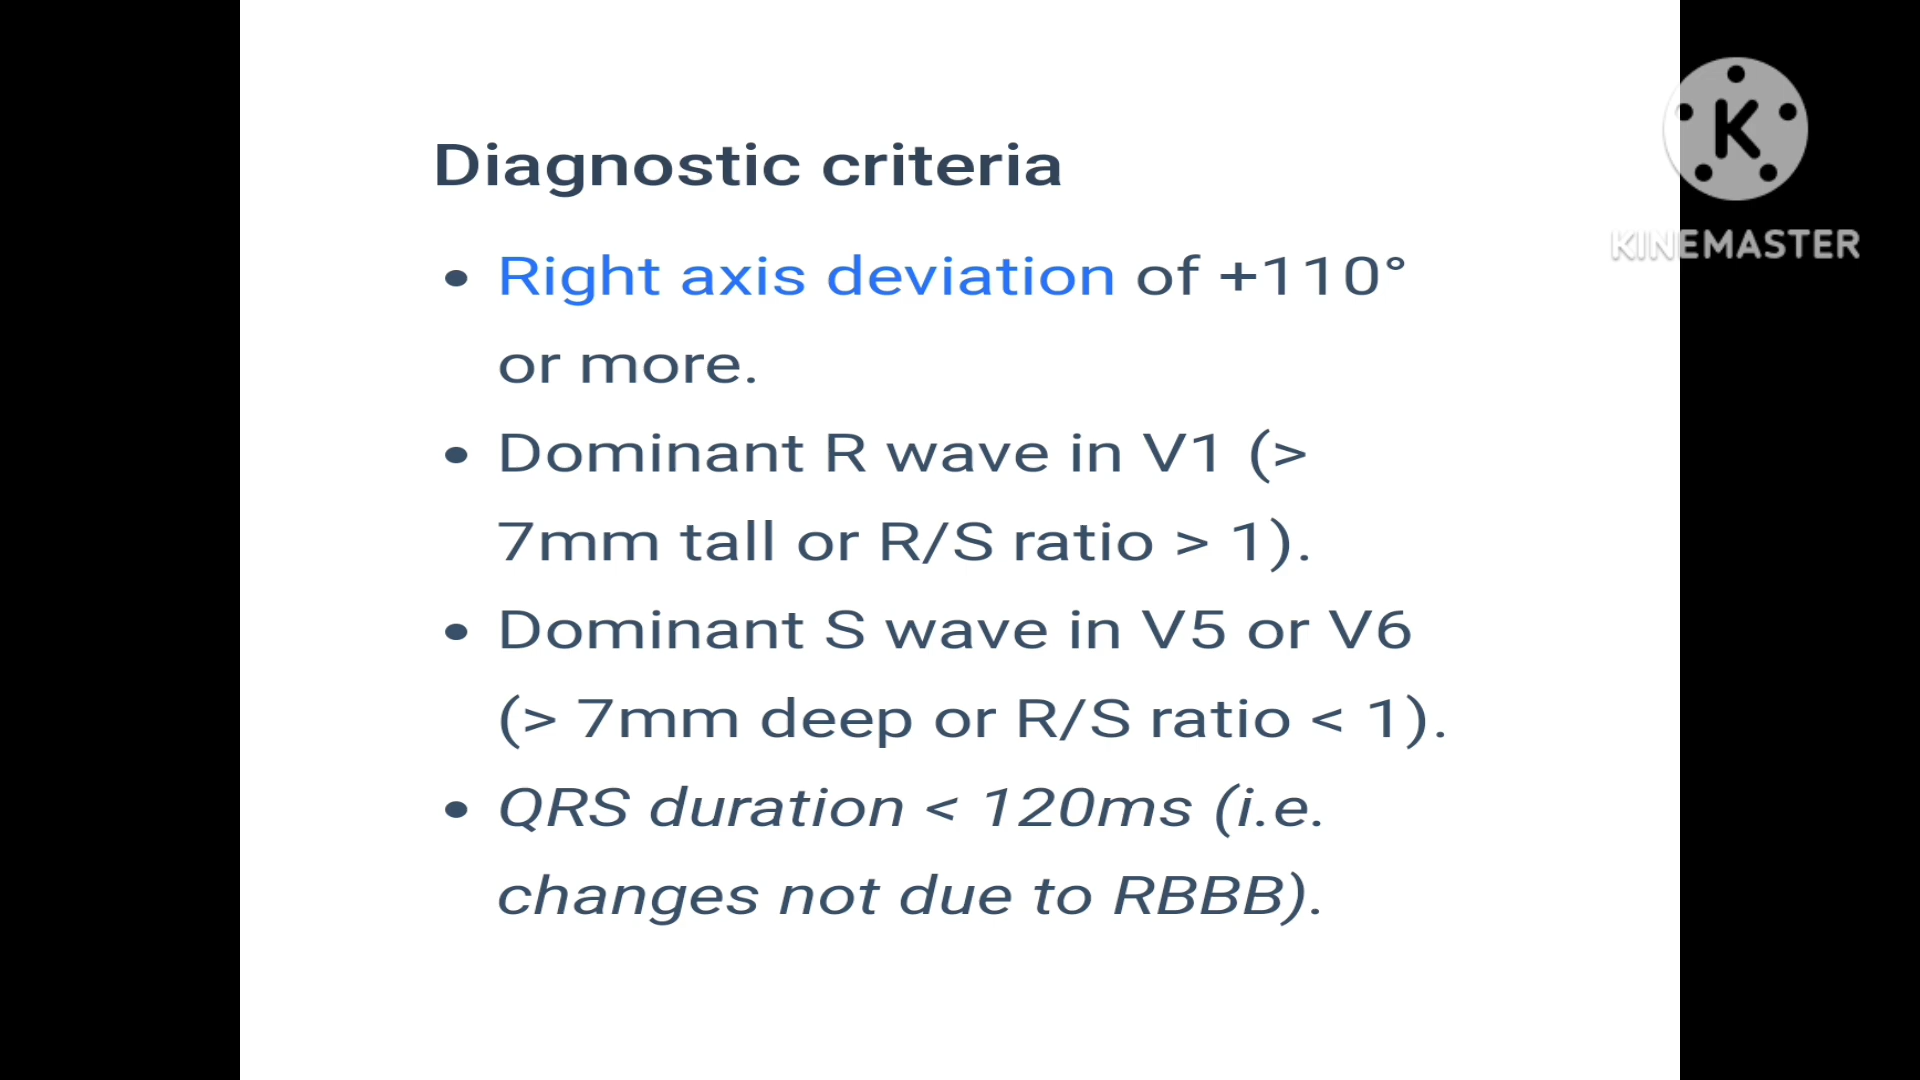 Diagnostic criteria
• Right axis deviation of +110°
or more.
• Dominant R wave in V1 (>
7mm tall or R/S ratio > 1).
• Dominant S wave in V5 or V6
(> 7mm deep or R/S ratio < 1).
• QRS duration < 120ms (i.e.
changes not due to RBBB).
K
KINEMASTER